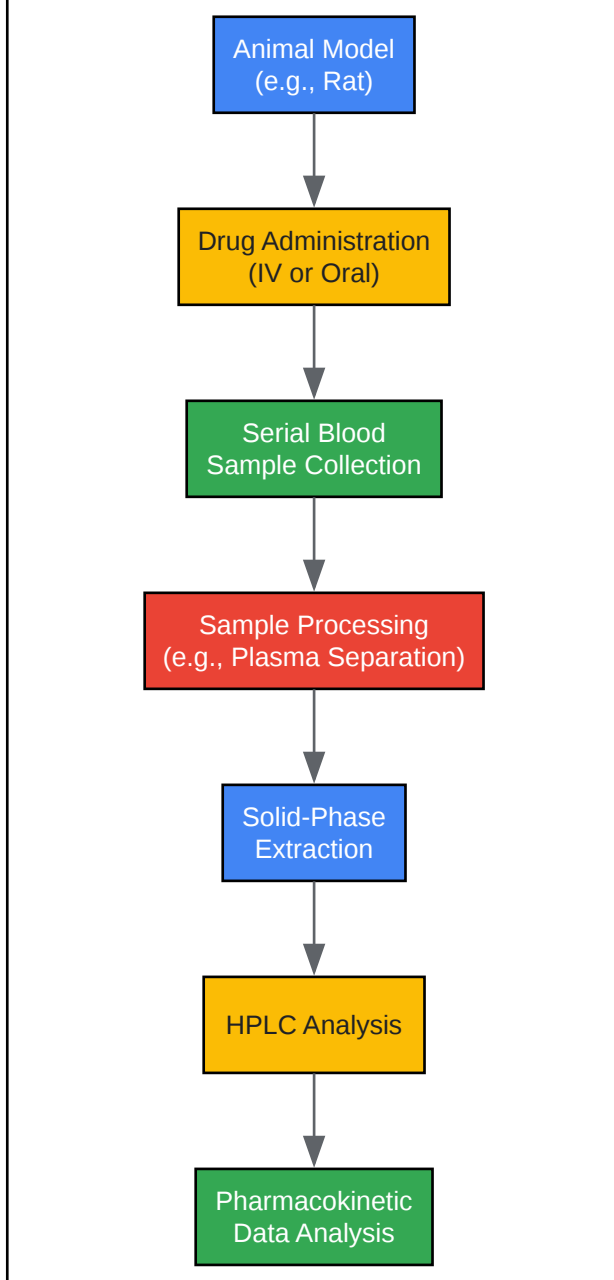 Animal Model
(e.g., Rat)
Drug Administration
(IV or Oral)
Serial Blood
Sample Collection
Sample Processing
(e.g., Plasma Separation)
Solid-Phase
Extraction
HPLC Analysis
Pharmacokinetic
Data Analysis